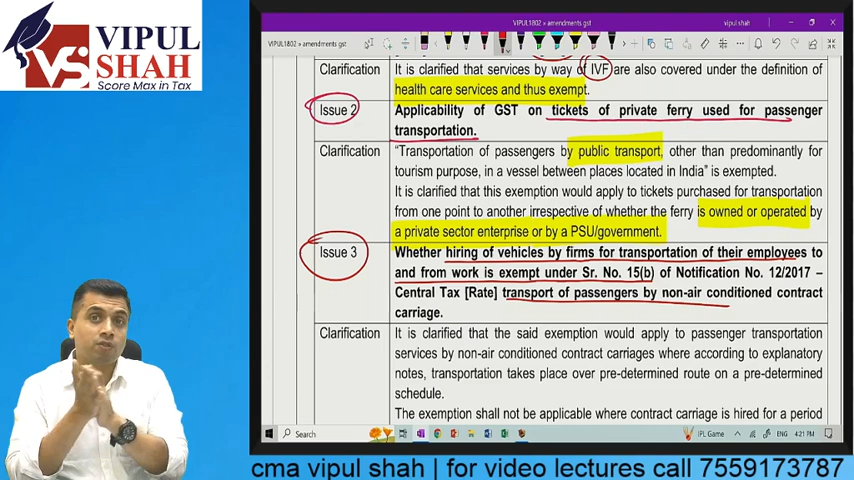 VIPUL1802 » amendments gst
vipul shah
VIPUL1802 » amendments gst
VIPUL
SHAH
Score Max in Tax
VS
Clarification
It is clarified that services by way of IVF are also covered under the definition of
health care services and thus exempt.
Issue 2
Applicability of GST on tickets of private ferry used for passenger
transportation.
Clarification
“Transportation of passengers by public transport, other than predominantly for
tourism purpose, in a vessel between places located in India” is exempted.
It is clarified that this exemption would apply to tickets purchased for transportation
from one point to another irrespective of whether the ferry is owned or operated by
a private sector enterprise or by a PSU/government.
Issue 3
Whether hiring of vehicles by firms for transportation of their employees to
and from work is exempt under Sr. No. 15(b) of Notification No. 12/2017 –
Central Tax [Rate] transport of passengers by non-air conditioned contract
carriage.
Clarification
It is clarified that the said exemption would apply to passenger transportation
services by non-air conditioned contract carriages where according to explanatory
notes, transportation takes place over pre-determined route on a pre-determined
schedule.
The exemption shall not be applicable where contract carriage is hired for a period
Search
IPL Game
ENG
4:21 PM
cma vipul shah | for video lectures call 7559173787